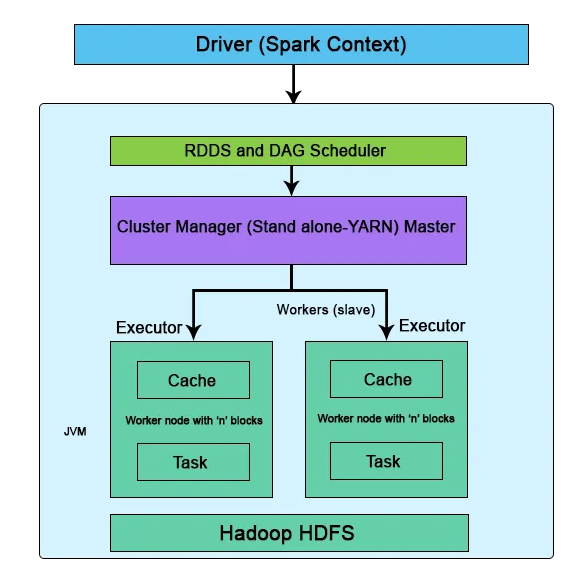 Driver (Spark Context)
RDDS and DAG Scheduler
Cluster Manager (Stand alone-YARN) Master
Workers (slave)
Executor
Executor
Cache
Worker node with 'n' blocks
Task
Cache
Worker node with 'n' blocks
Task
JVM
Hadoop HDFS